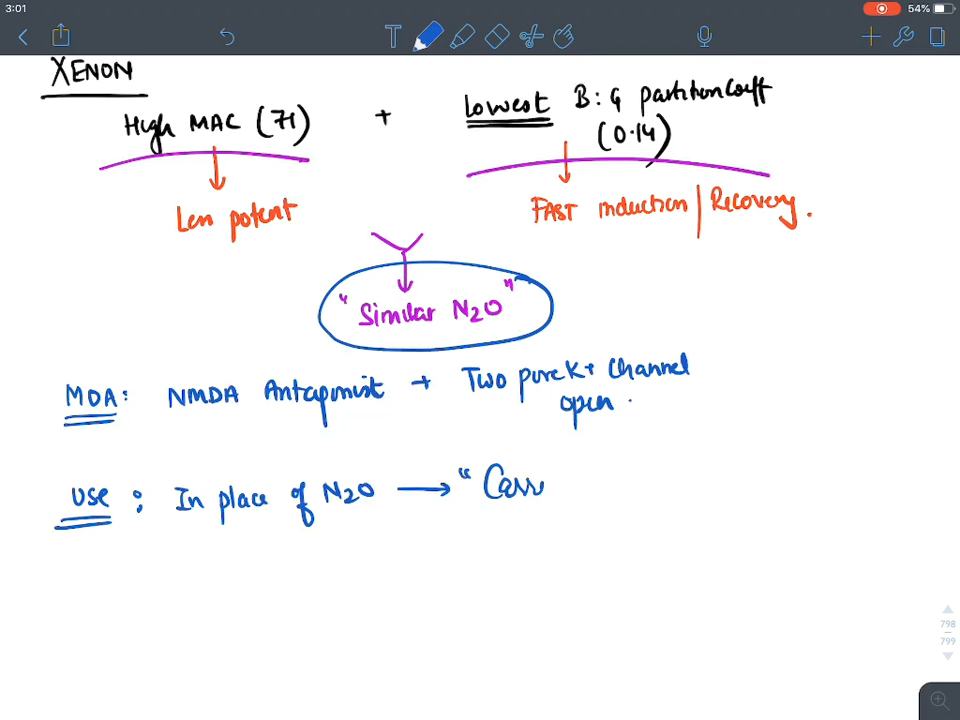 3:01
54%
XENON
High MAC (71) + Lowest B:G partition Coeff
(0.14)
Less potent
FAST induction | Recovery.
"Similar N2O"
MOA: NMDA Antagonist + Two pore K+ Channel
open.
USE: In place of N2O → "Carr
798
799